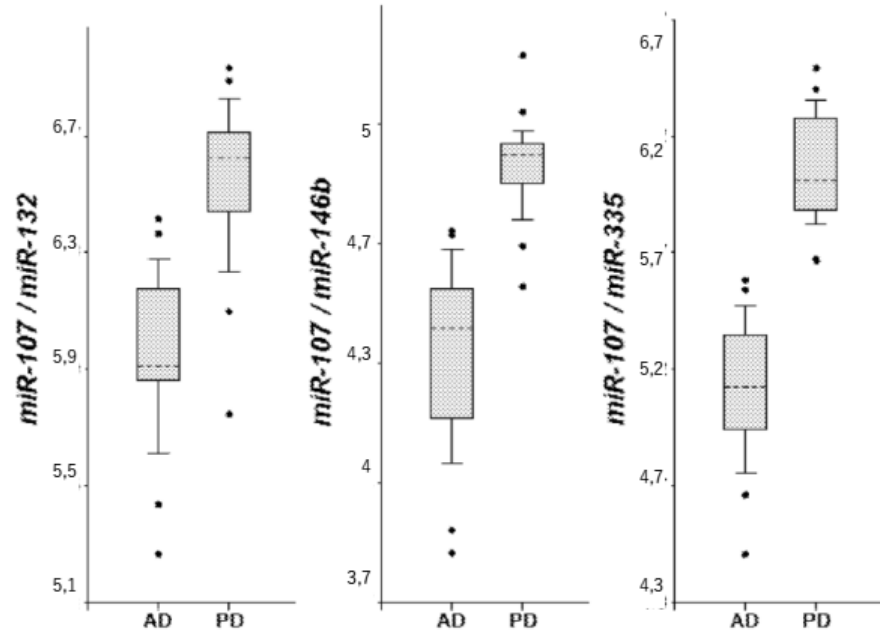 miR-107 / miR-132
6,7
6,3
5,9
5,5
5,1
AD PD
miR-107 / miR-146b
5
4,7
4,3
4
3,7
AD PD
miR-107 / miR-335
6,7
6,2
5,7
5,2
4,7
4,3
AD PD